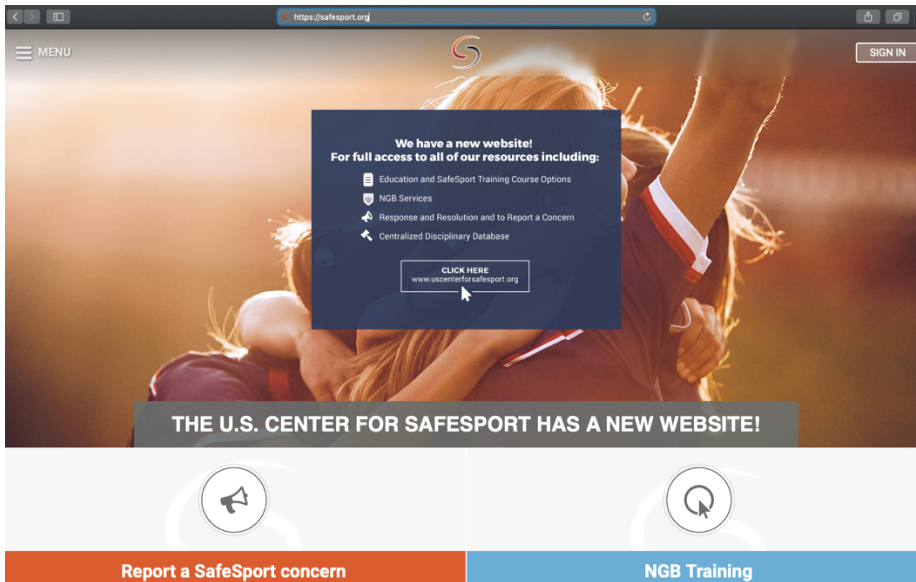 https://safesport.org
MENU
SIGN IN
We have a new website!
For full access to all of our resources including:
Education and SafeSport Training Course Options
NGB Services
Response and Resolution and to Report a Concern
Centralized Disciplinary Database
CLICK HERE
www.uscenterforsafesport.org
THE U.S. CENTER FOR SAFESPORT HAS A NEW WEBSITE!
Report a SafeSport concern
NGB Training